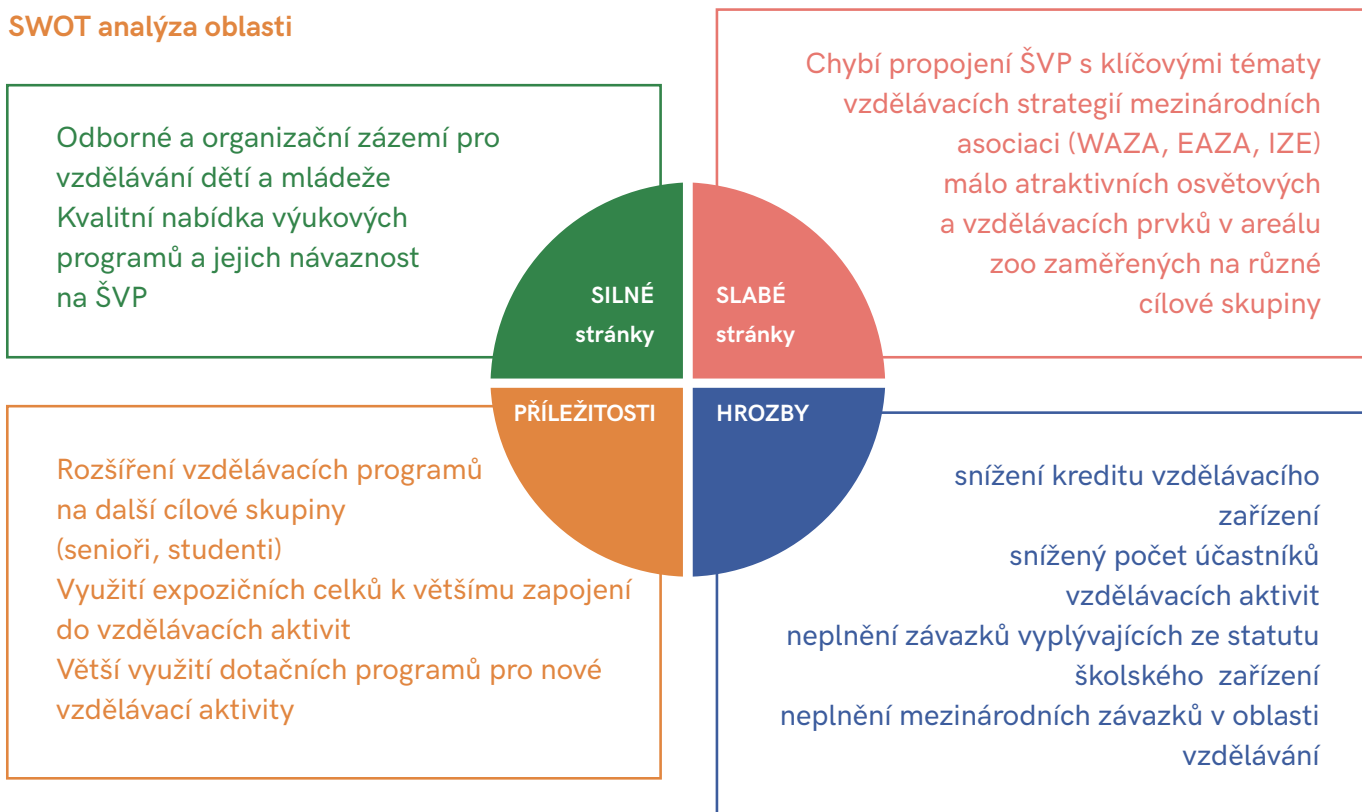 SWOT analýza oblasti
Odborné a organizační zázemí pro
vzdělávání dětí a mládeže
Kvalitní nabídka výukových
programů a jejich návaznost
na ŠVP
Chybí propojení ŠVP s klíčovými tématy
vzdělávacích strategií mezinárodních
asociaci (WAZA, EAZA, IZE)
málo atraktivních osvětových
a vzdělávacích prvků v areálu
zoo zaměřených na různé
cílové skupiny
SILNÉ
stránky
SLABÉ
stránky
PŘÍLEŽITOSTI
HROZBY
Rozšíření vzdělávacích programů
na další cílové skupiny
(senioři, studenti)
Využití expozičních celků k většímu zapojení
do vzdělávacích aktivit
Větší využití dotačních programů pro nové
vzdělávací aktivity
snížení kreditu vzdělávacího
zařízení
snížený počet účastníků
vzdělávacích aktivit
neplnění závazků vyplývajících ze statutu
školského  zařízení
neplnění mezinárodních závazků v oblasti
vzdělávání